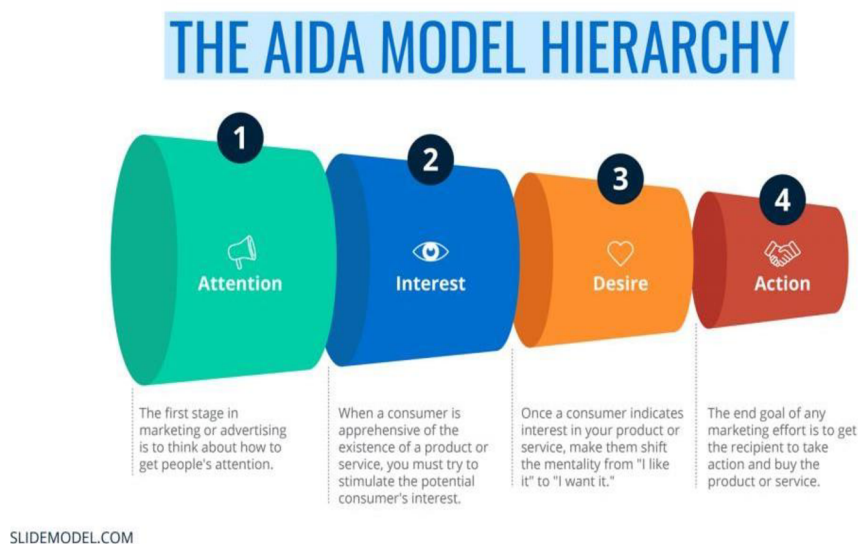 THE AIDA MODEL HIERARCHY
1
Attention
The first stage in
marketing or advertising
is to think about how to
get people's attention.
2
Interest
When a consumer is
apprehensive of the
existence of a product or
service, you must try to
stimulate the potential
consumer's interest.
3
Desire
Once a consumer indicates
interest in your product or
service, make them shift
the mentality from "I like
it" to "I want it."
4
Action
The end goal of any
marketing effort is to get
the recipient to take
action and buy the
product or service.
SLIDEMODEL.COM